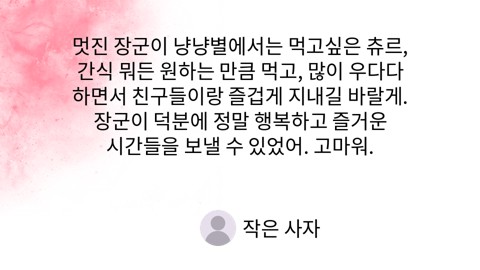 멋진 장군이 냥냥별에서는 먹고싶은 츄르,
간식 뭐든 원하는 만큼 먹고, 많이 우다다
하면서 친구들이랑 즐겁게 지내길 바랄게.
장군이 덕분에 정말 행복하고 즐거운
시간들을 보낼 수 있었어. 고마워.
작은 사자